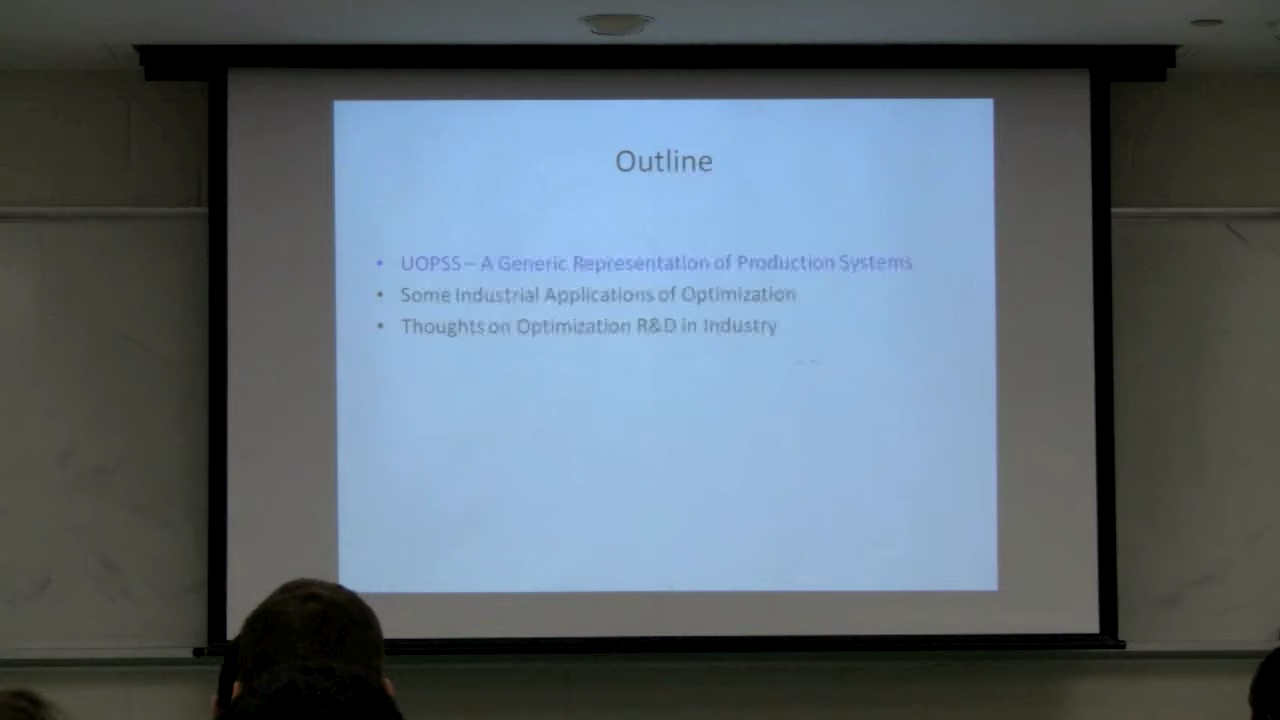 Outline
• UOPSS – A Generic Representation of Production Systems
• Some Industrial Applications of Optimization
• Thoughts on Optimization R&D in Industry